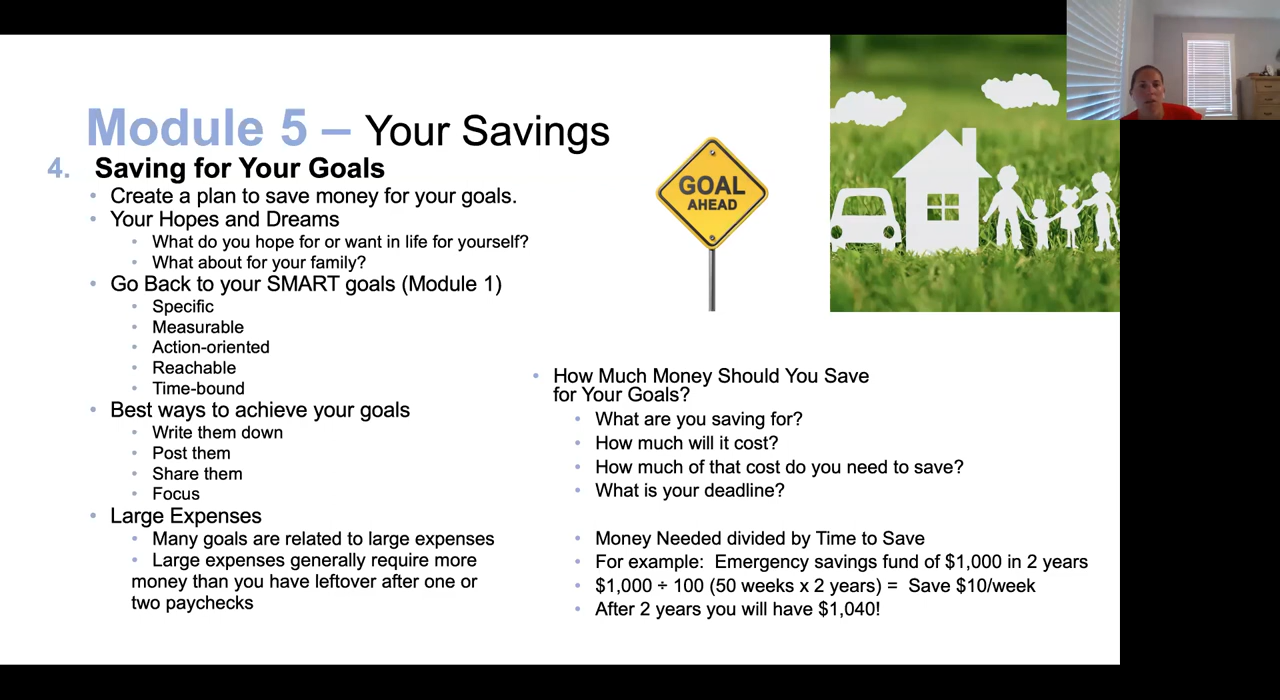 Module 5 – Your Savings
4. Saving for Your Goals
• Create a plan to save money for your goals.
• Your Hopes and Dreams
• What do you hope for or want in life for yourself?
• What about for your family?
• Go Back to your SMART goals (Module 1)
• Specific
• Measurable
• Action-oriented
• Reachable
• Time-bound
• Best ways to achieve your goals
• Write them down
• Post them
• Share them
• Focus
• Large Expenses
• Many goals are related to large expenses
• Large expenses generally require more
money than you have leftover after one or
two paychecks
GOAL
AHEAD
• How Much Money Should You Save
for Your Goals?
• What are you saving for?
• How much will it cost?
• How much of that cost do you need to save?
• What is your deadline?
• Money Needed divided by Time to Save
• For example: Emergency savings fund of $1,000 in 2 years
• $1,000 ÷ 100 (50 weeks x 2 years) = Save $10/week
• After 2 years you will have $1,040!